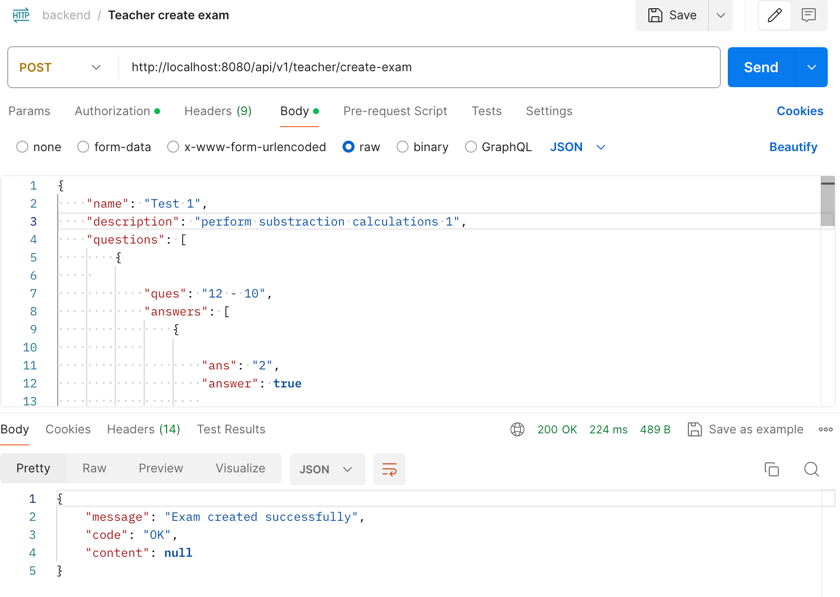 HTTP backend / Teacher create exam Save
POST http://localhost:8080/api/v1/teacher/create-exam Send
Params Authorization Headers (9) Body Pre-request Script Tests Settings Cookies
none form-data x-www-form-urlencoded raw binary GraphQL JSON Beautify
1 {
2 "name": "Test 1",
3 "description": "perform substraction calculations 1",
4 "questions": [
5 {
6
7 "ques": "12 - 10",
8 "answers": [
9 {
10
11 "ans": "2",
12 "answer": true
13
Body Cookies Headers (14) Test Results 200 OK 224 ms 489 B Save as example
Pretty Raw Preview Visualize JSON
1 {
2 "message": "Exam created successfully",
3 "code": "OK",
4 "content": null
5 }